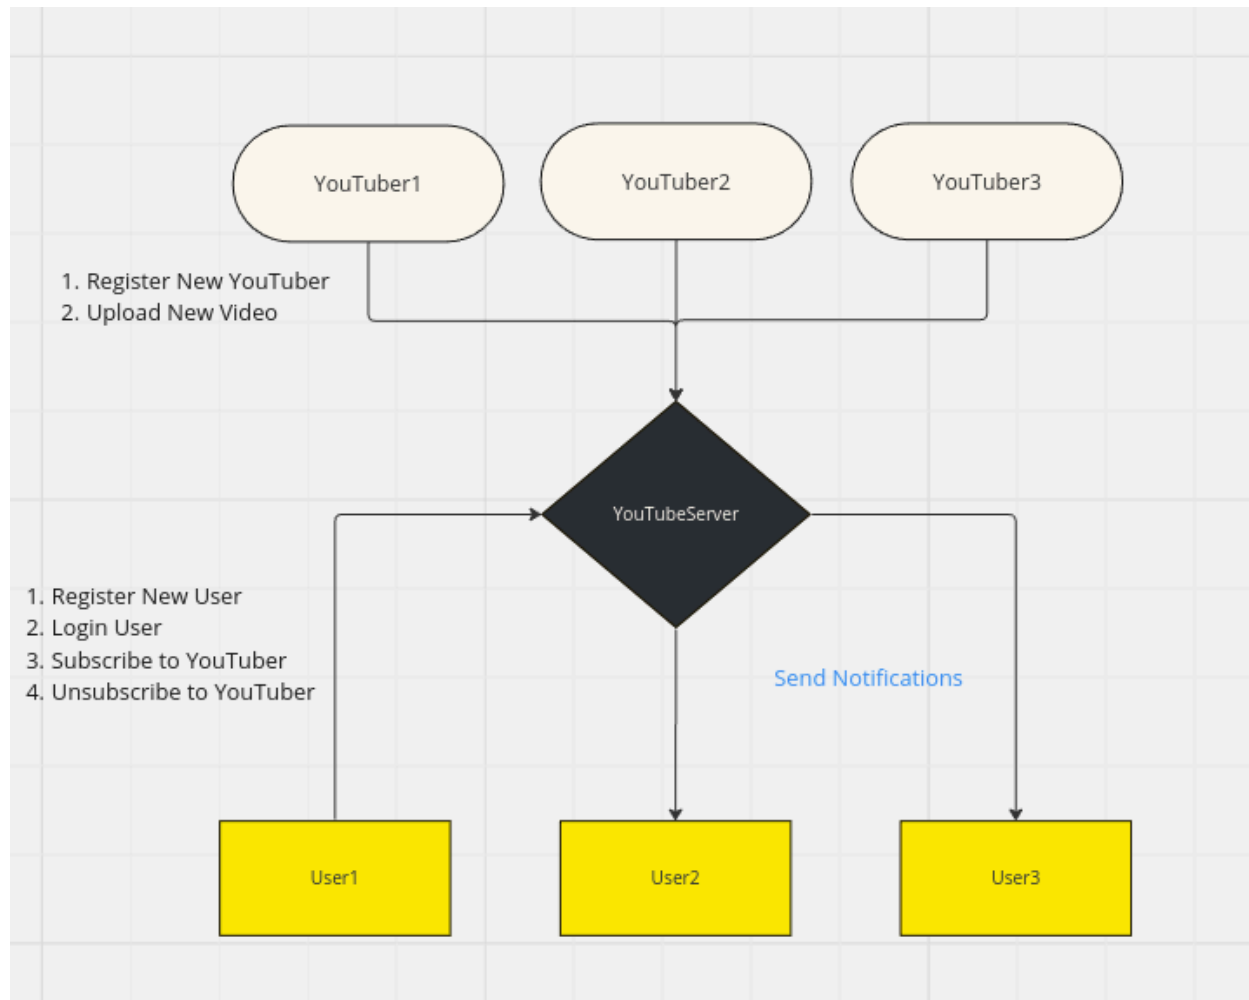 YouTuber1
YouTuber2
YouTuber3
1. Register New YouTuber
2. Upload New Video
YouTubeServer
1. Register New User
2. Login User
3. Subscribe to YouTuber
4. Unsubscribe to YouTuber
Send Notifications
User1
User2
User3